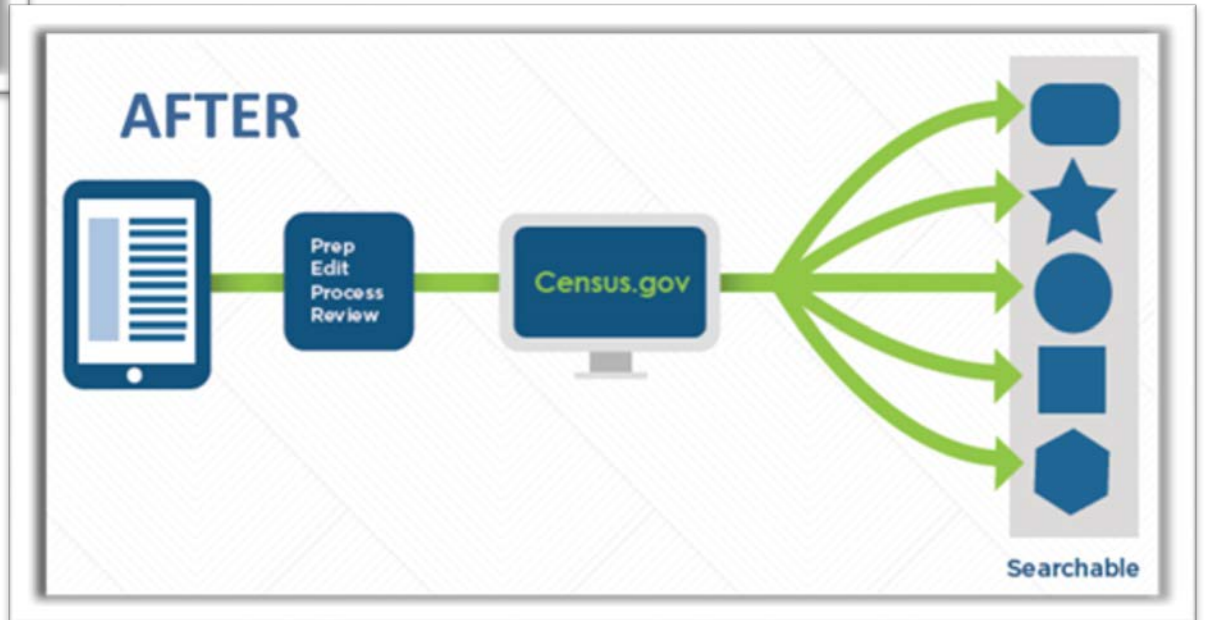 AFTER
Prep
Edit
Process
Review
Census.gov
Searchable